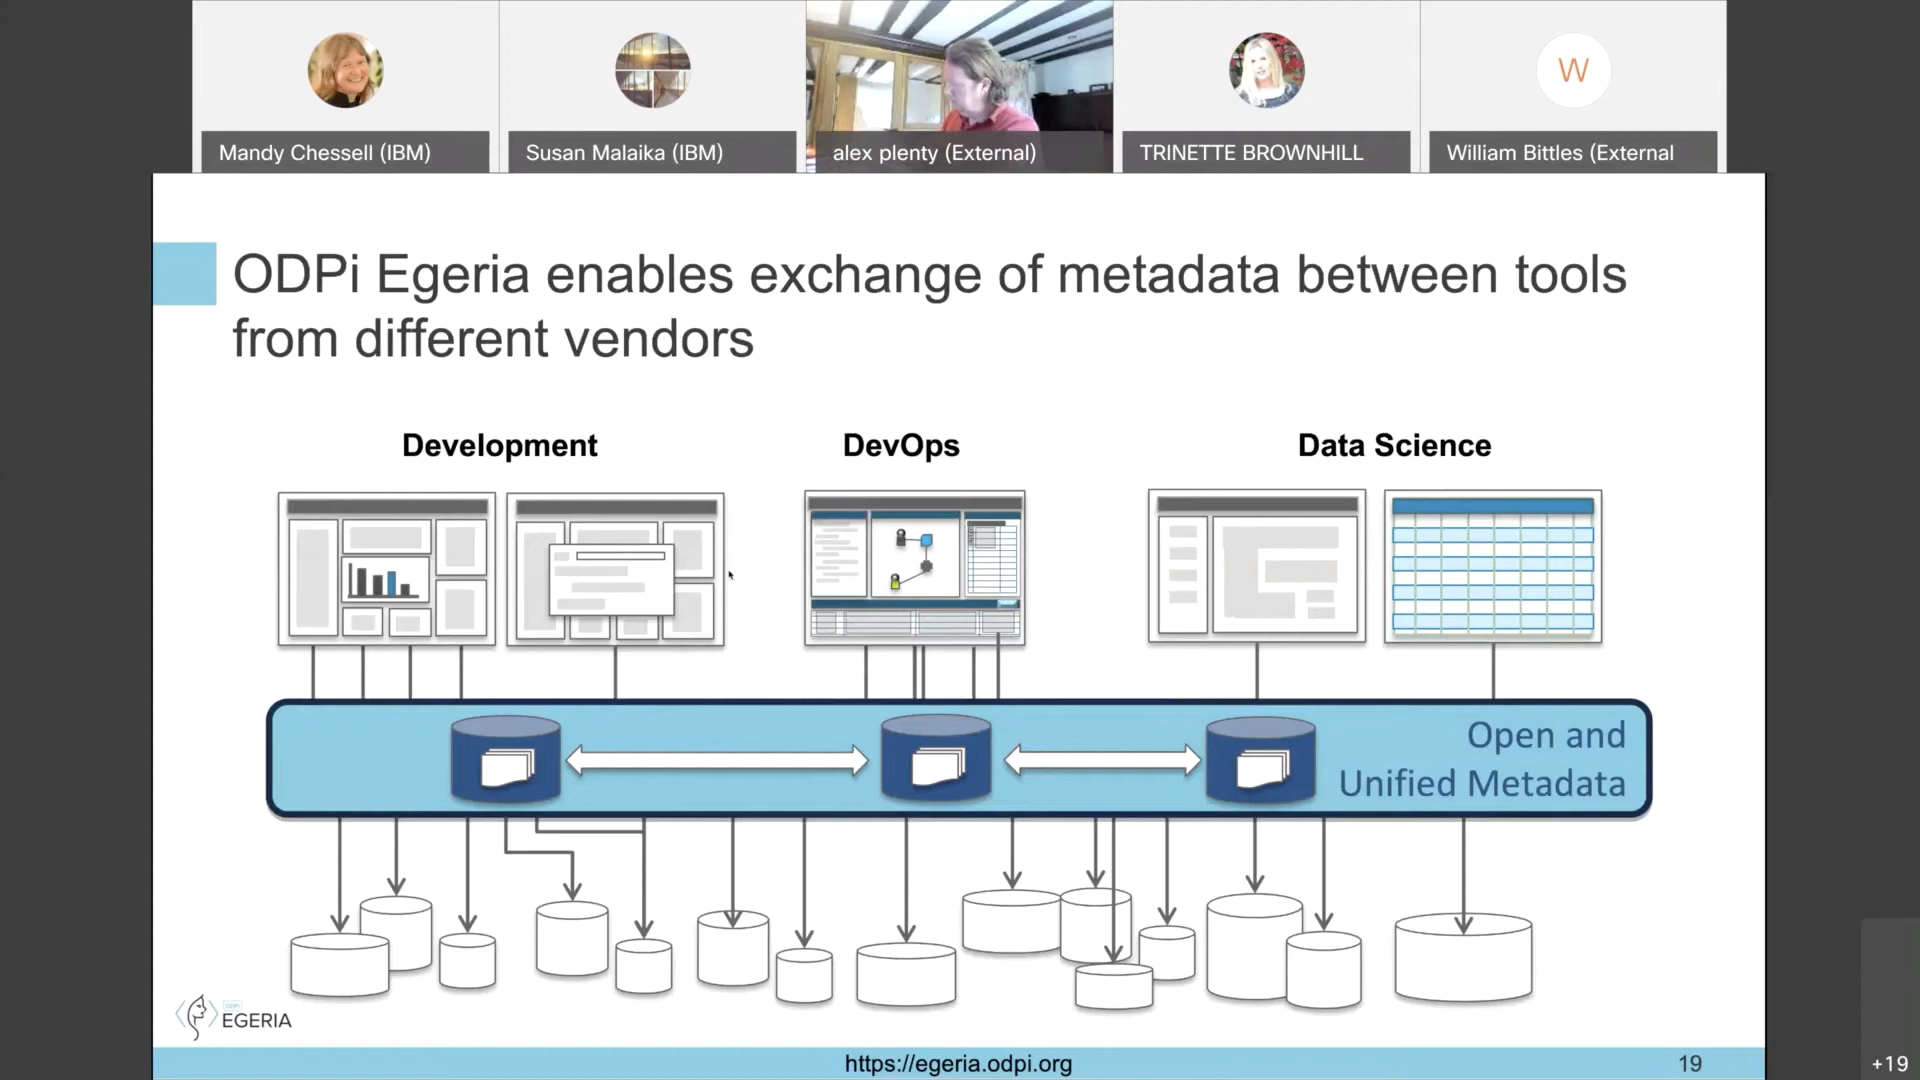 Mandy Chessell (IBM)
Susan Malaika (IBM)
alex plenty (External)
TRINETTE BROWNHILL
W
William Bittles (External
ODPi Egeria enables exchange of metadata between tools
from different vendors
Development
DevOps
Data Science
Open and
Unified Metadata
ODPi
EGERIA
https://egeria.odpi.org
19
+19